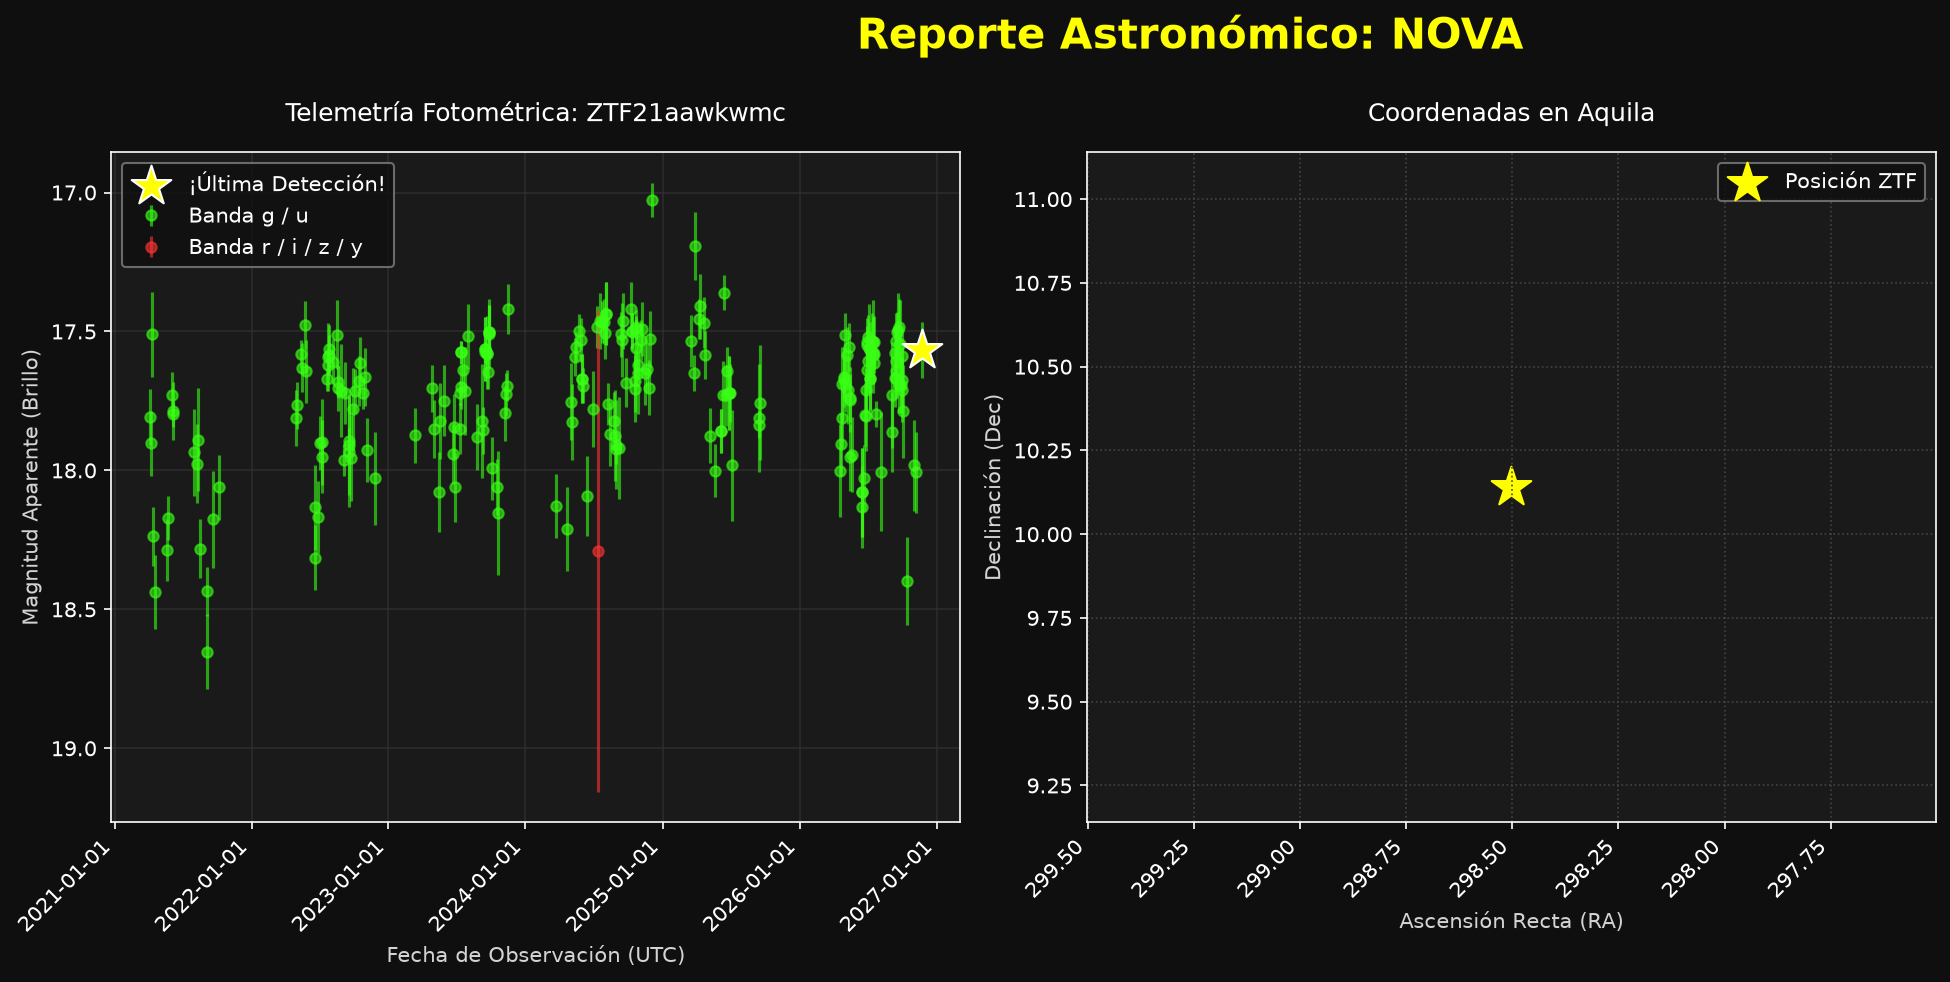 Reporte Astronómico: NOVA
Telemetría Fotométrica: ZTF21aawkwmc
¡Última Detección!
Banda g / u
Banda r / i / z / y
Magnitud Aparente (Brillo)
17.0
17.5
18.0
18.5
19.0
2021-01-01
2022-01-01
2023-01-01
2024-01-01
2025-01-01
2026-01-01
2027-01-01
Fecha de Observación (UTC)
Coordenadas en Aquila
Posición ZTF
Declinación (Dec)
11.00
10.75
10.50
10.25
10.00
9.75
9.50
9.25
299.50
299.25
299.00
298.75
298.50
298.25
298.00
297.75
Ascensión Recta (RA)